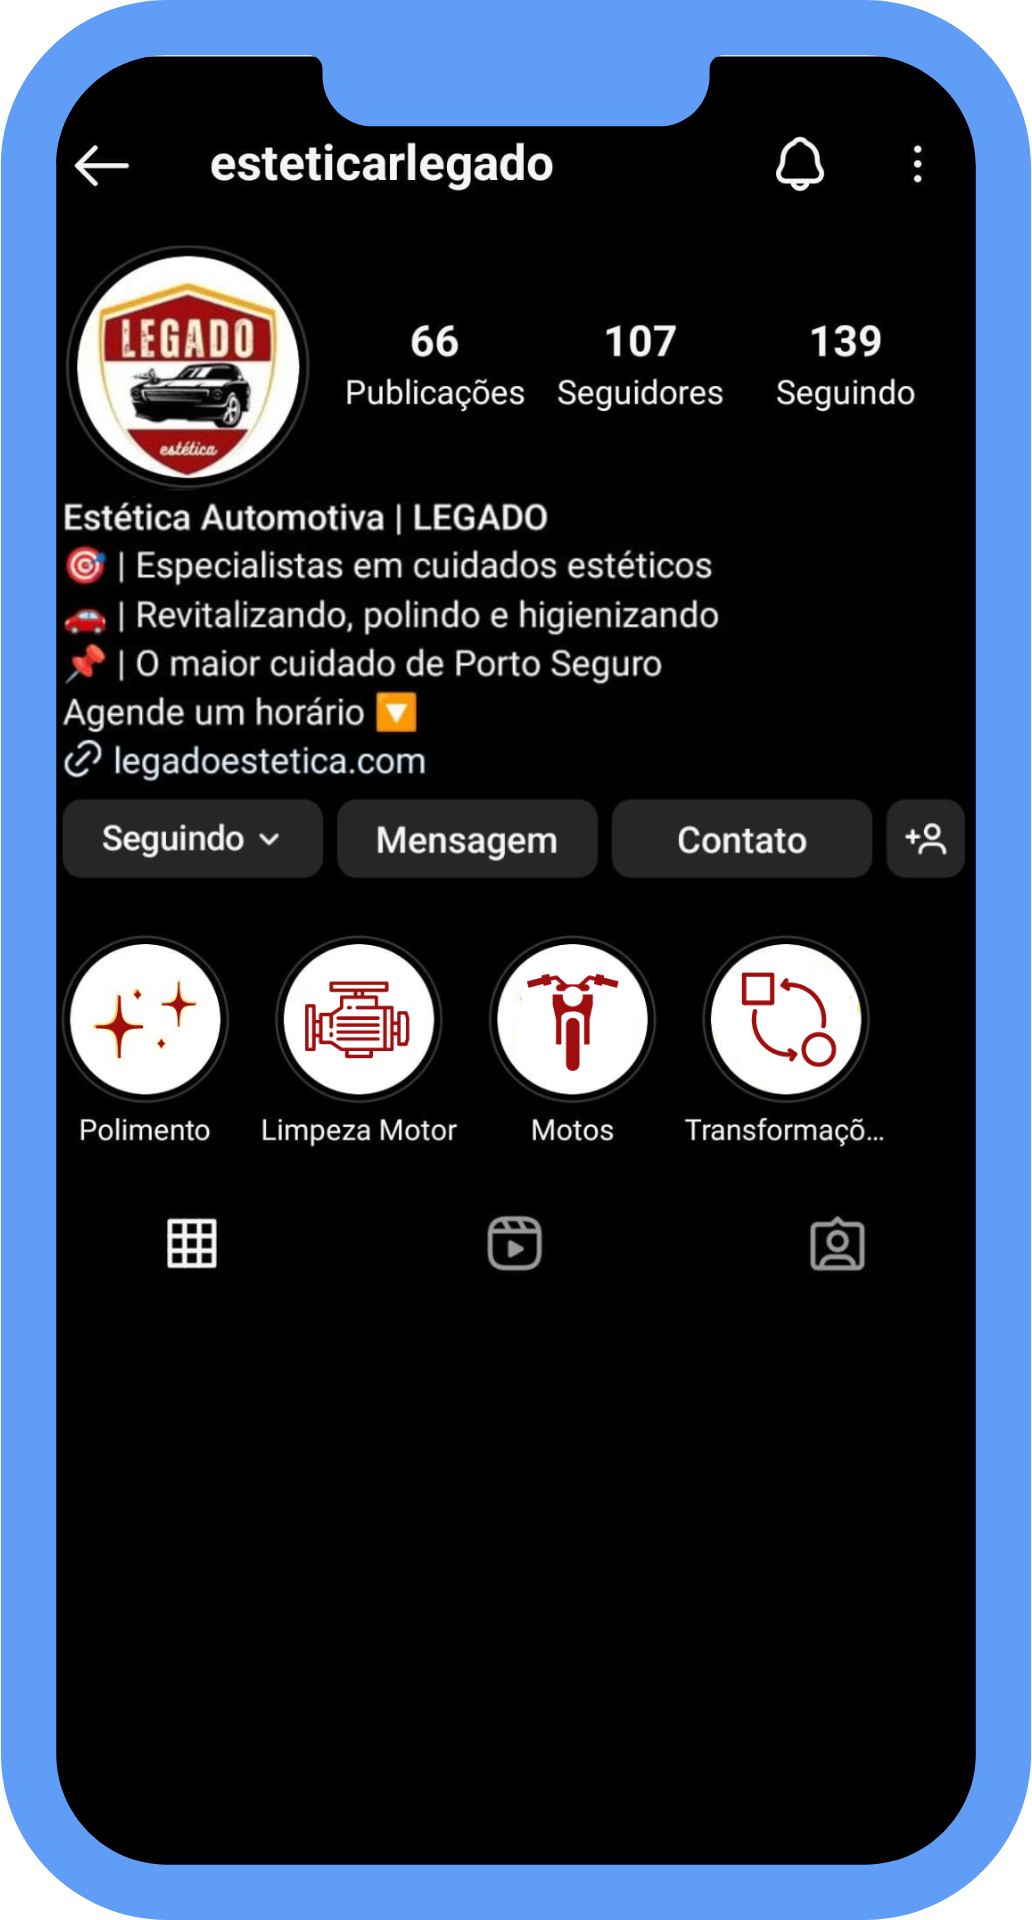 esteticarlegado
LEGADO
estética
66 107 139
Publicações Seguidores Seguindo
Estética Automotiva | LEGADO
🎯 | Especialistas em cuidados estéticos
🚗 | Revitalizando, polindo e higienizando
📌 | O maior cuidado de Porto Seguro
Agende um horário 🔽
legadoestetica.com
Seguindo Mensagem Contato
Polimento Limpeza Motor Motos Transformaçõ...